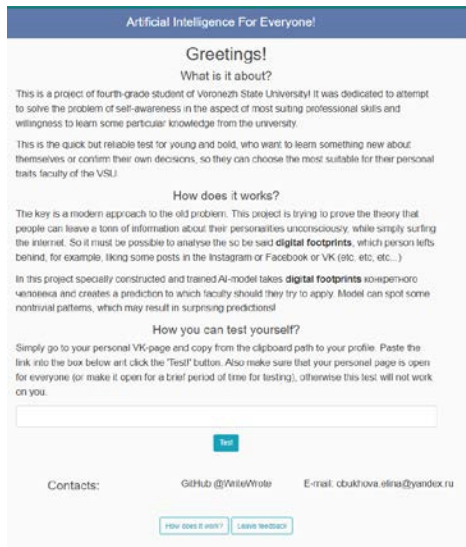 Artificial Intelligence For Everyone!
Greetings!
What is it about?
This is a project of fourth-grade student of Voronezh State University! It was dedicated to attempt
to solve the problem of self-awareness in the aspect of most suiting professional skills and
willingness to learn some particular knowledge from the university.
This is the quick but reliable test for young and bold, who want to learn something new about
themselves or confirm their own decisions, so they can choose the most suitable for their personal
traits faculty of the VSU.
How does it works?
The key is a modern approach to the old problem. This project is trying to prove the theory that
people can leave a tonn of information about their personalities unconsciously, while simply surfing
the internet. So it must be possible to analyse the so be said digital footprints, which person lefts
behind, for example, liking some posts in the Instagram or Facebook or VK (etc, etc, etc...)
In this project specially constructed and trained AI-model takes digital footprints конкретного
человека and creates a prediction to which faculty should they try to apply. Model can spot some
nontrivial patterns, which may result in surprising predictions!
How you can test yourself?
Simply go to your personal VK-page and copy from the clipboard path to your profile. Paste the
link into the box below ant click the 'Test!' button. Also make sure that your personal page is open
for everyone (or make it open for a brief period of time for testing), otherwise this test will not work
on you.
Test
Contacts: GitHub @WriteWrote E-mail: obukhova.elina@yandex.ru
How does it work? Leave feedback